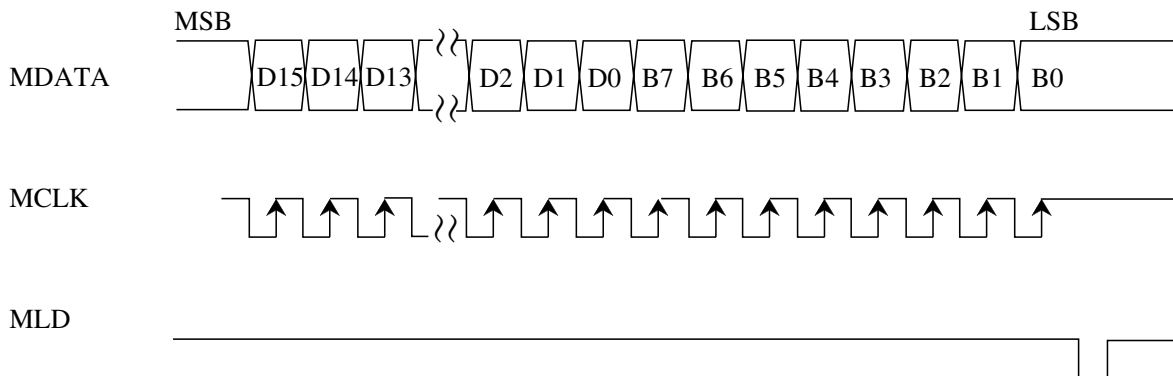 MSB LSB
MDATA D15 D14 D13 D2 D1 D0 B7 B6 B5 B4 B3 B2 B1 B0
MCLK
MLD